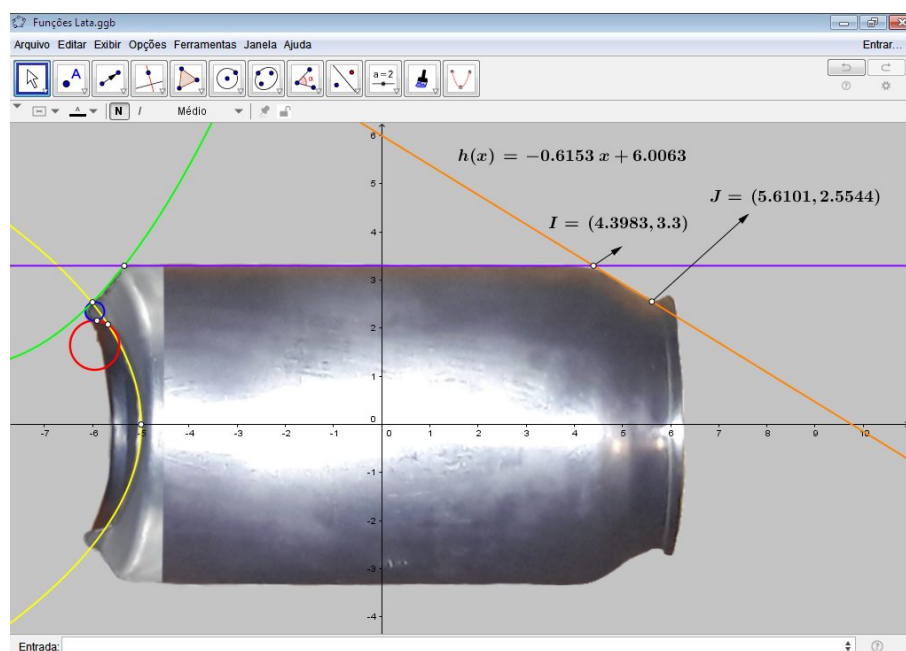 Funções Lata.ggb
Arquivo Editar Exibir Opções Ferramentas Janela Ajuda Entrar...
A
α
a=2
A N I Médio
h(x) = −0.6153 x + 6.0063
J = (5.6101, 2.5544)
I = (4.3983, 3.3)
6
5
4
3
2
1
0
-7 -6 -5 -4 -3 -2 -1 0 1 2 3 4 5 6 7 8 9 10
-1
-2
-3
-4
Entrada: